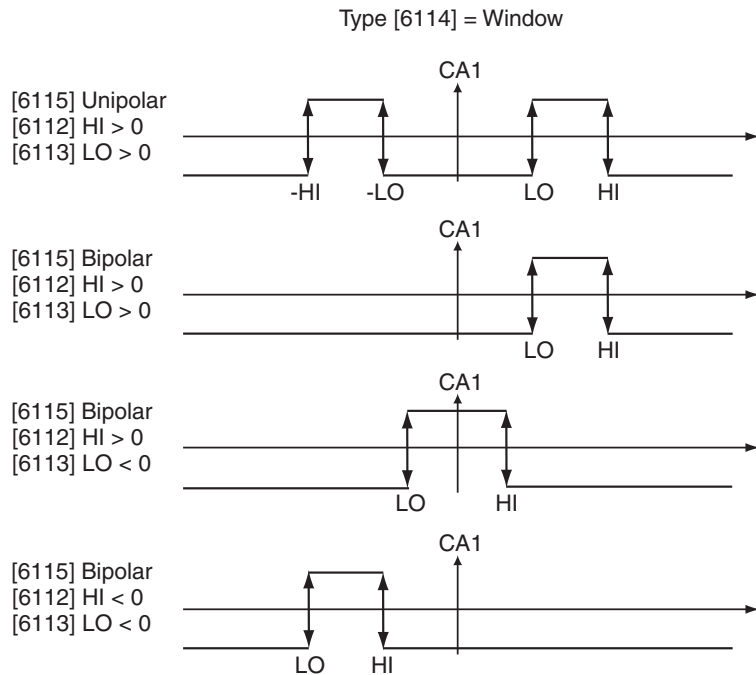 Type [6114] = Window
CA1
[6115] Unipolar
[6112] HI > 0
[6113] LO > 0
-HI -LO LO HI
CA1
[6115] Bipolar
[6112] HI > 0
[6113] LO > 0
LO HI
CA1
[6115] Bipolar
[6112] HI > 0
[6113] LO < 0
LO HI
CA1
[6115] Bipolar
[6112] HI < 0
[6113] LO < 0
LO HI